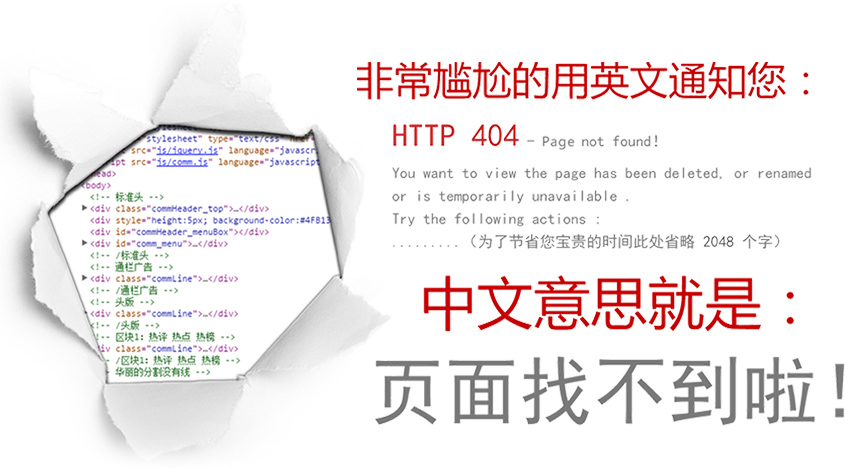 非常尴尬的用英文通知您：
HTTP 404 - Page not found!
You want to view the page has been deleted, or renamed
or is temporarily unavailable .
Try the following actions :
.........（为了节省您宝贵的时间此处省略 2048 个字）
中文意思就是：
页面找不到啦！
stylesheet" type="text/css"
src="js/jquery.js" language="javasc
pt src="js/comm.js" language="javascript
ead>
<body>
<!-- 标准头 -->
<div class="commHeader_top">…</div>
<div style="height:5px; background-color:#4FB13
<div id="commHeader_menuBox"></div>
<div id="comm_menu">…</div>
<!-- /标准头 -->
<!-- 通栏广告 -->
<div class="commLine">…</div>
<!-- /通栏广告 -->
<!-- 头版 -->
<div class="commLine">…</div>
<!-- /头版 -->
<!-- 区块1: 热评 热点 热榜 -->
div class="commLine">…</div>
<!-- /区块1: 热评 热点 热榜 -->
华丽的分割没有线 -->